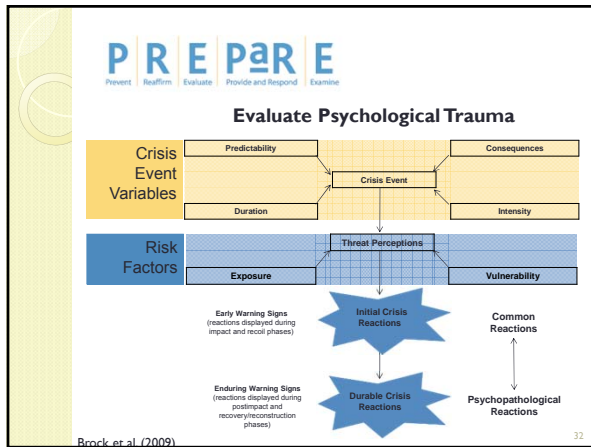 P R E PaR E
Prevent Reaffirm Evaluate Provide and Respond Examine
Evaluate Psychological Trauma
Crisis
Event
Variables
Predictability
Consequences
Crisis Event
Duration
Intensity
Risk
Factors
Threat Perceptions
Exposure
Vulnerability
Early Warning Signs
(reactions displayed during
impact and recoil phases)
Initial Crisis
Reactions
Common
Reactions
Enduring Warning Signs
(reactions displayed during
postimpact and
recovery/reconstruction
phases)
Durable Crisis
Reactions
Psychopathological
Reactions
Brock et al. (2009)
32